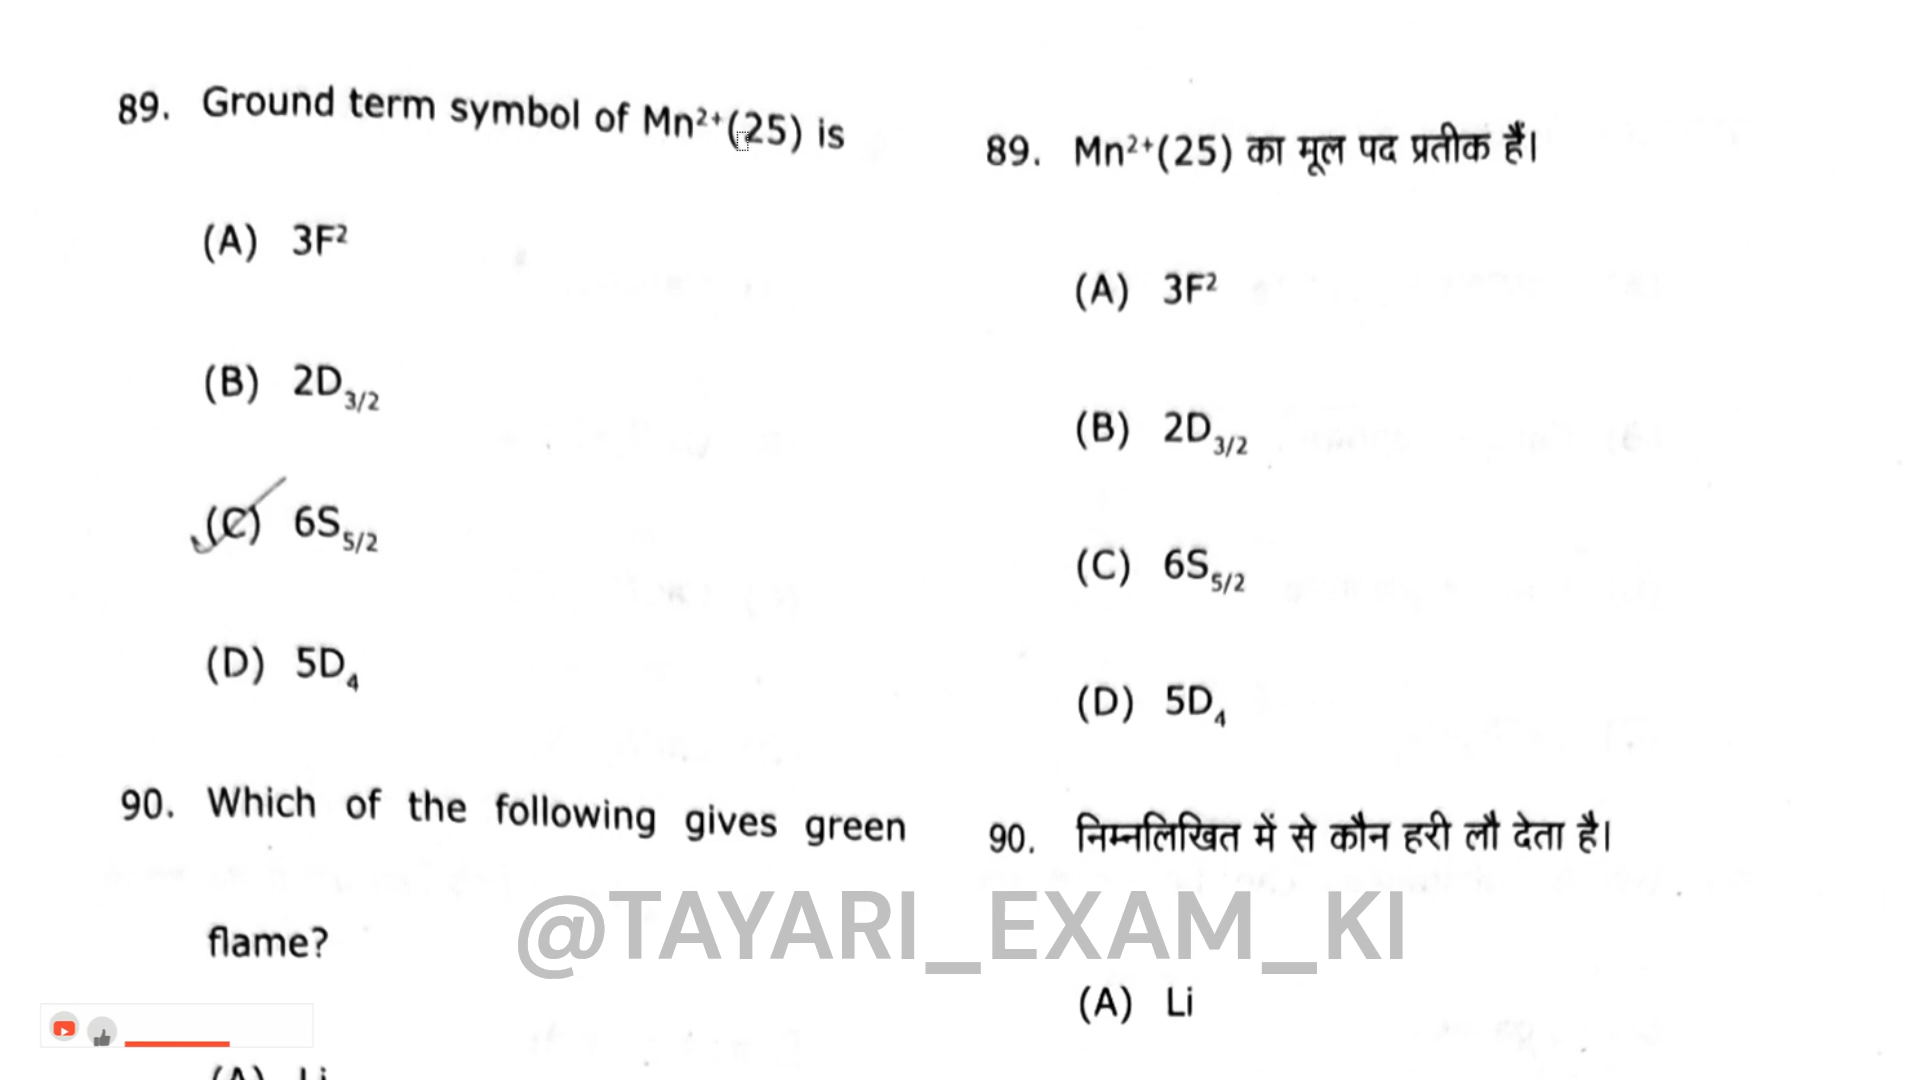 89. Ground term symbol of Mn²⁺(25) is
(A) 3F²
(B) 2D₃/₂
(C) 6S₅/₂
(D) 5D₄
90. Which of the following gives green
flame?
89. Mn²⁺(25) का मूल पद प्रतीक हैं।
(A) 3F²
(B) 2D₃/₂
(C) 6S₅/₂
(D) 5D₄
90. निम्नलिखित में से कौन हरी लौ देता है।
(A) Li
@TAYARI_EXAM_KI